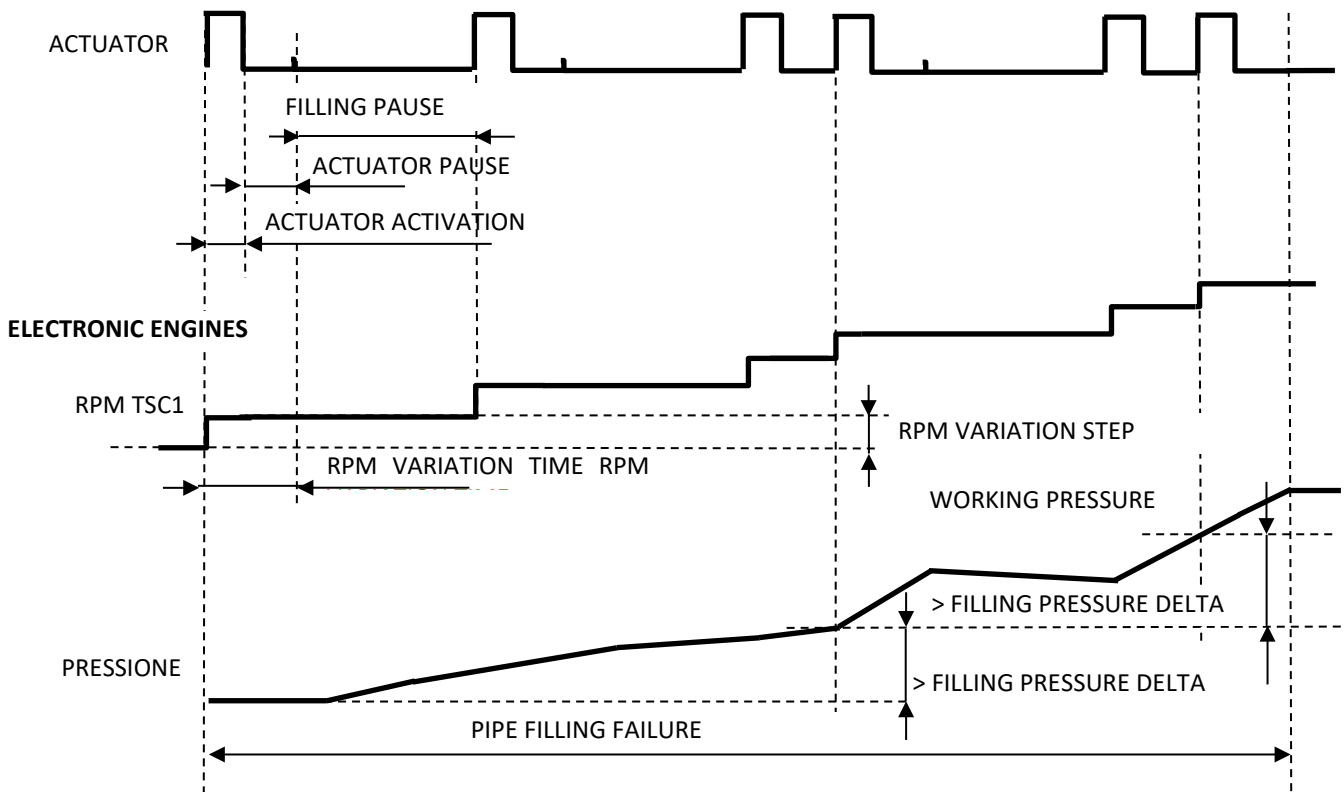 ACTUATOR
FILLING PAUSE
ACTUATOR PAUSE
ACTUATOR ACTIVATION
ELECTRONIC ENGINES
RPM TSC1
RPM VARIATION STEP
RPM VARIATION TIME RPM
WORKING PRESSURE
> FILLING PRESSURE DELTA
PRESSIONE
> FILLING PRESSURE DELTA
PIPE FILLING FAILURE